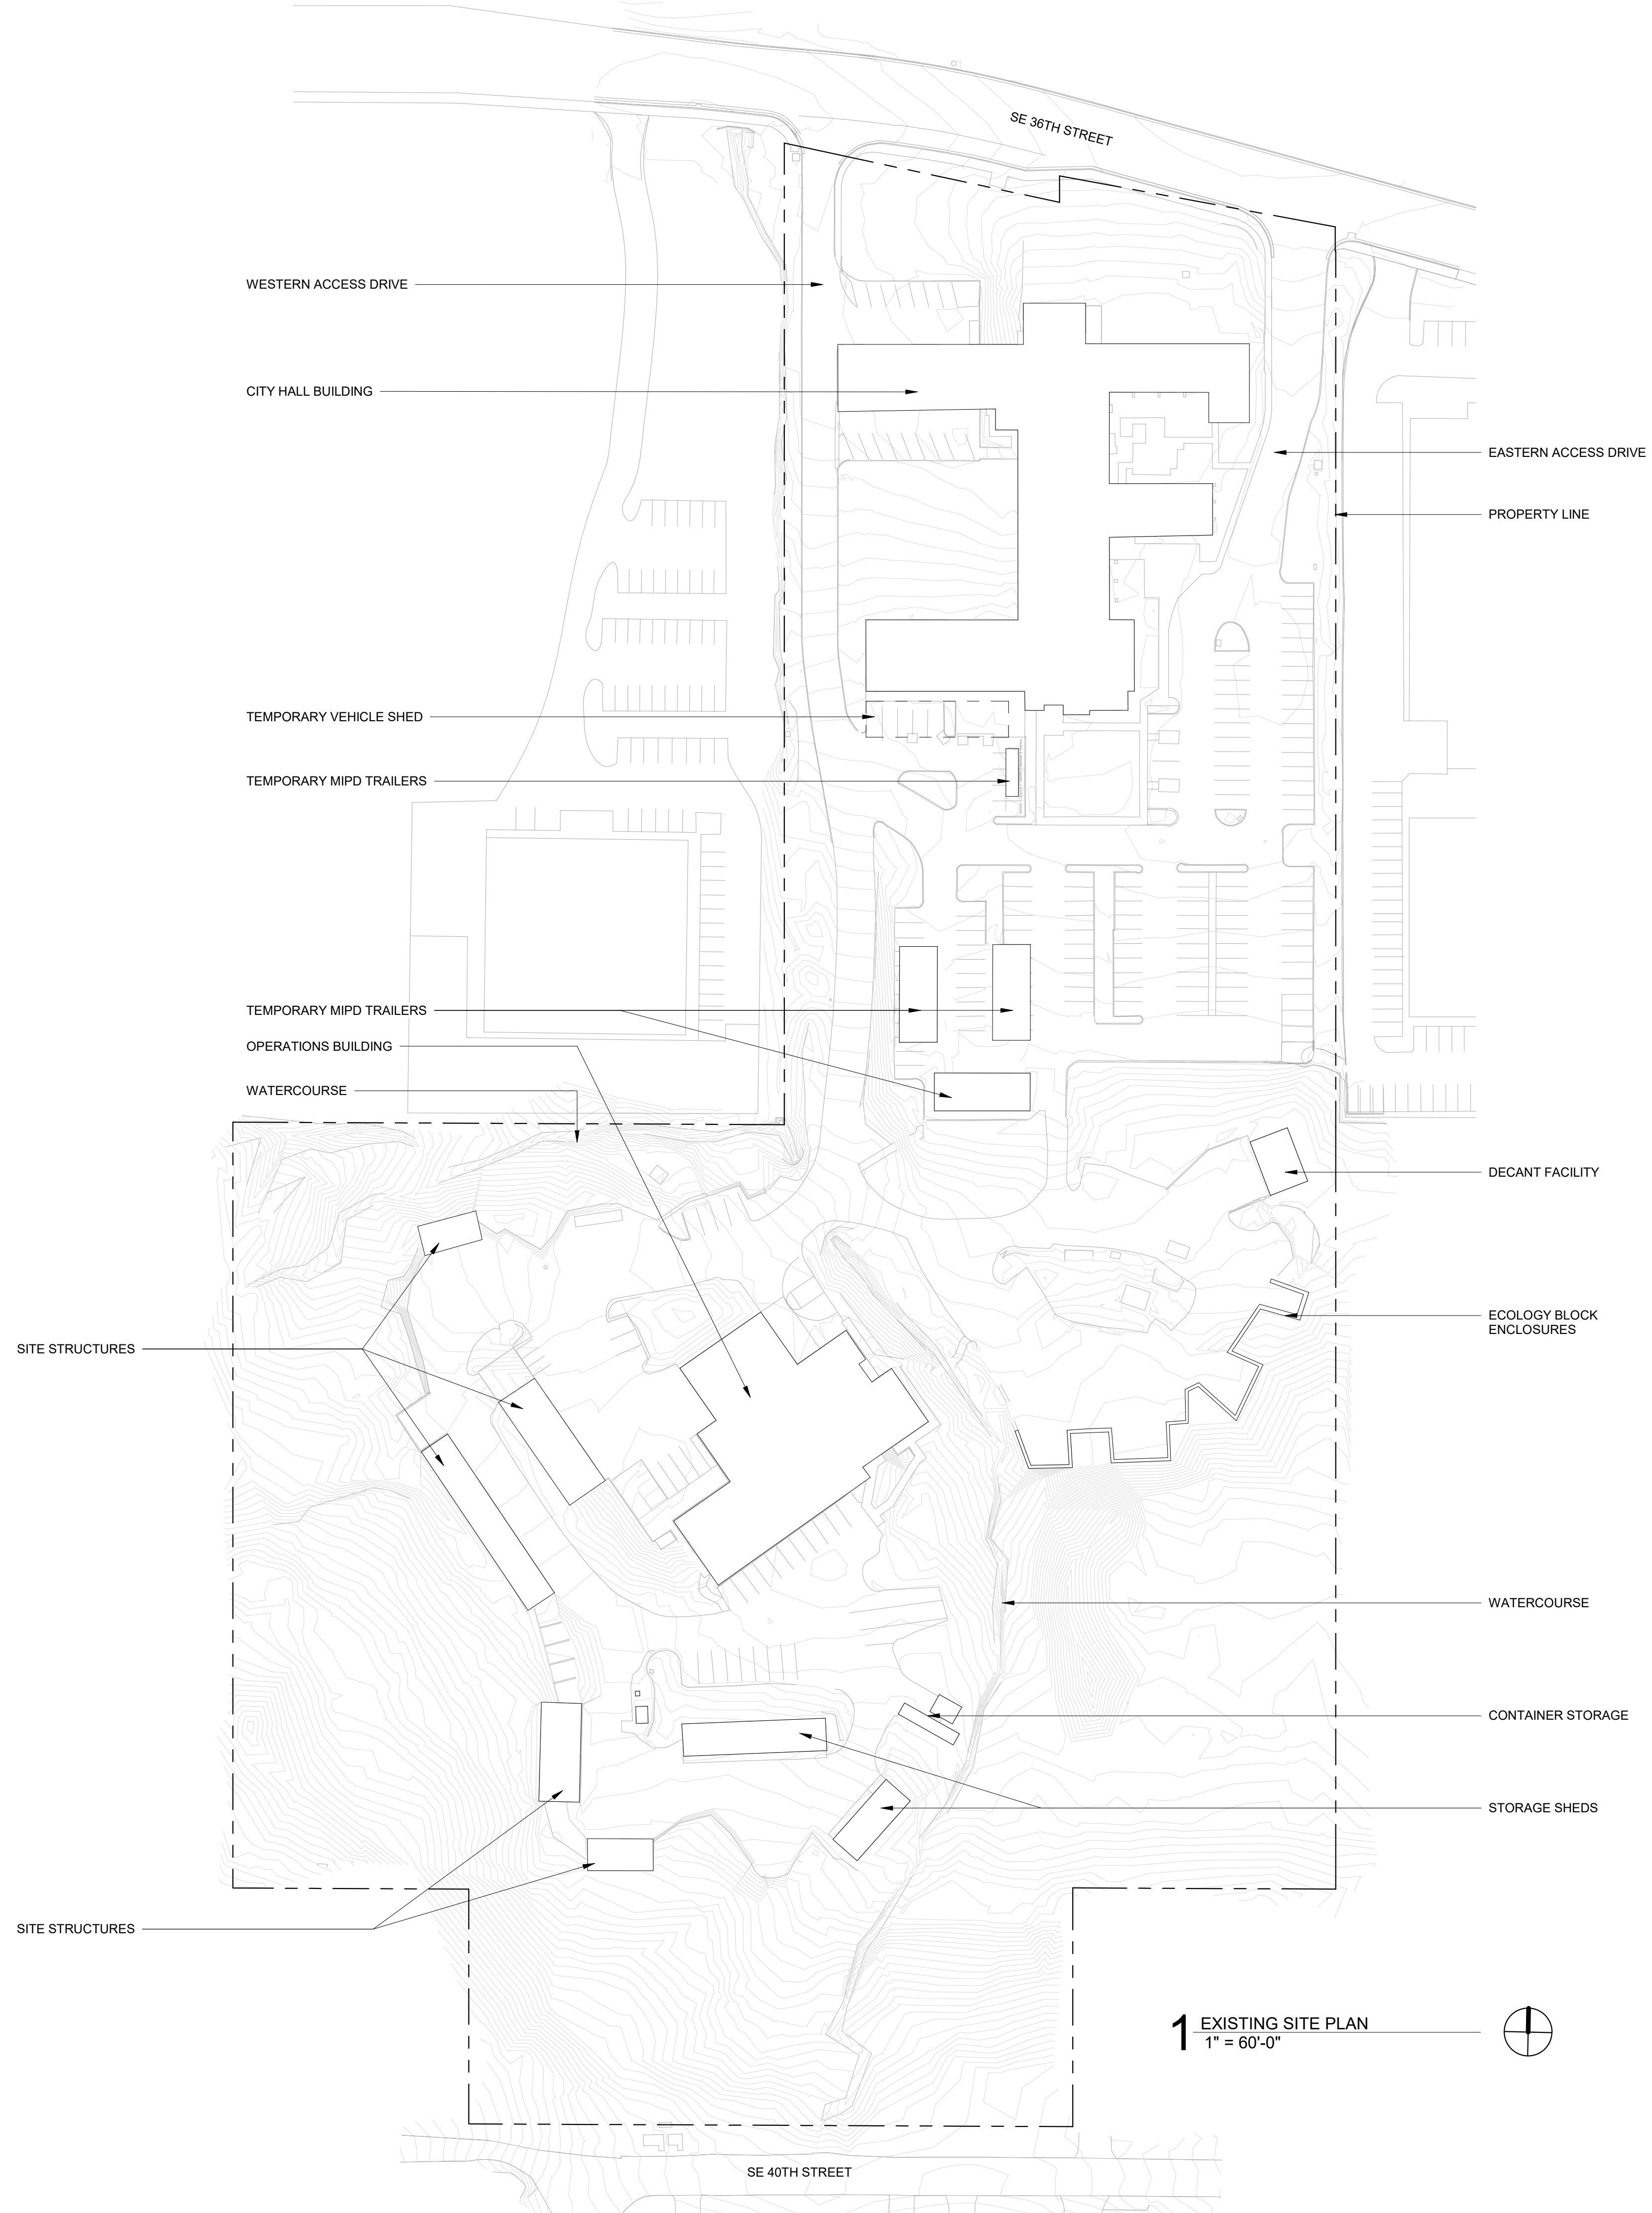 SE 36TH STREET
WESTERN ACCESS DRIVE
CITY HALL BUILDING
EASTERN ACCESS DRIVE
PROPERTY LINE
TEMPORARY VEHICLE SHED
TEMPORARY MIPD TRAILERS
TEMPORARY MIPD TRAILERS
OPERATIONS BUILDING
WATERCOURSE
DECANT FACILITY
ECOLOGY BLOCK
ENCLOSURES
SITE STRUCTURES
WATERCOURSE
CONTAINER STORAGE
STORAGE SHEDS
SITE STRUCTURES
1 EXISTING SITE PLAN
1" = 60'-0"
SE 40TH STREET